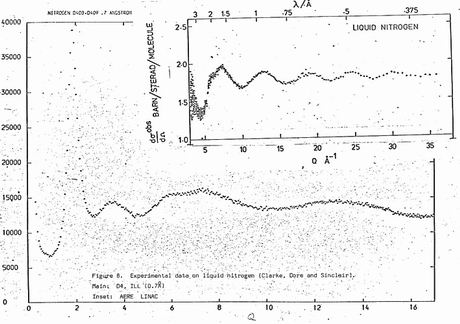 NITROGEN D400-D409 .7 ANGSTROM
λ/Å
3 2 1.5 1 .75 .5 .375
LIQUID NITROGEN
BARN/STERAD/MOLECULE
dσobs
dΩ
2.5
2.0
1.5
1.0
5 10 15 20 25 30 35
Q Å-1
40000
35000
30000
25000
20000
15000
10000
5000
0
0 2 4 6 8 10 12 14 16
Q
Figure 8. Experimental data on liquid nitrogen (Clarke, Dore and Sinclair).
Main: D4, ILL (0.7Å)
Inset: AERE LINAC